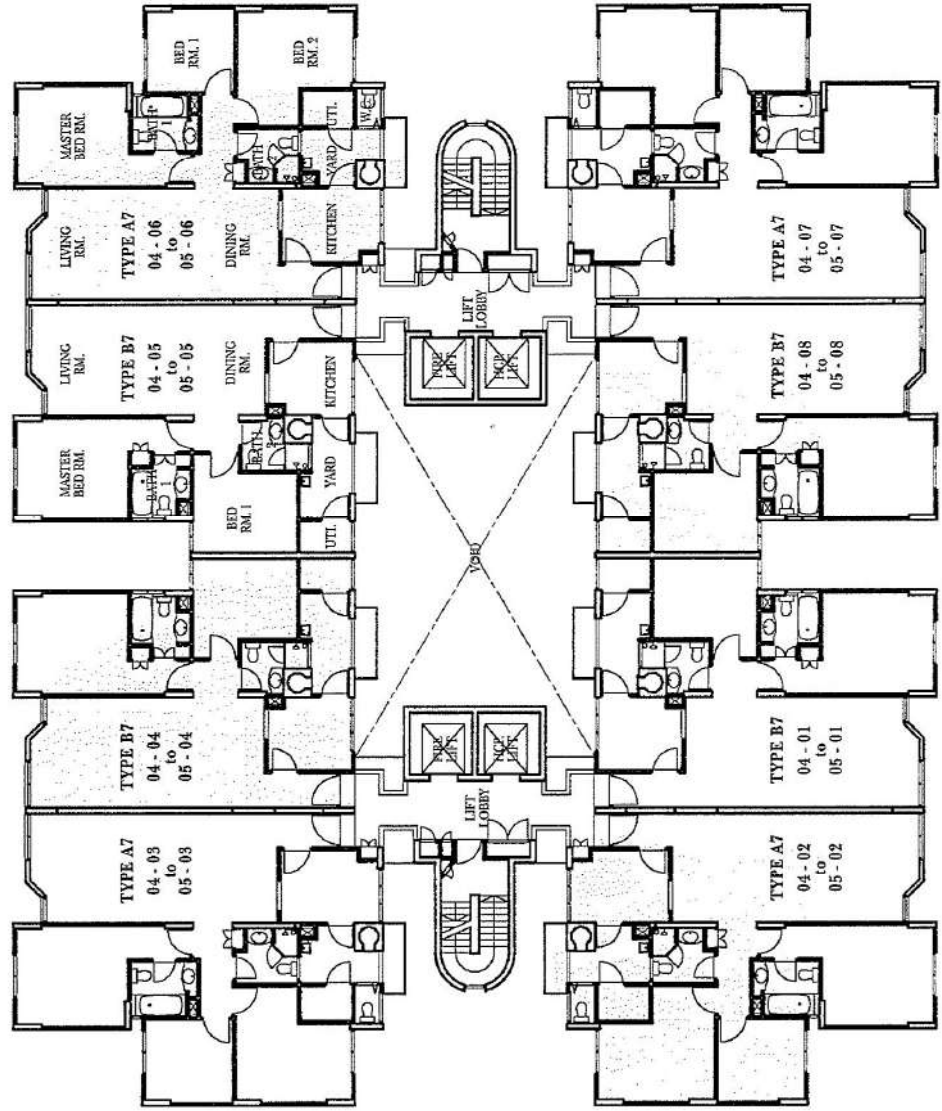 TYPE A7
04 - 03
to
05 - 03
TYPE B7
04 - 04
to
05 - 04
MASTER
BED RM.
LIVING
RM.
TYPE B7
04 - 05
to
05 - 05
DINING
RM.
BATH
1
BED
RM. 1
BATH
2
KITCHEN
YARD
UTI.
LIVING
RM.
TYPE A7
04 - 06
to
05 - 06
DINING
RM.
MASTER
BED RM.
BATH
1
BED
RM. 1
BED
RM. 2
BATH
2
KITCHEN
YARD
UTI.
W.C
LIFT
LOBBY
FIRE
LIFT
LIFT
VOID
FIRE
LIFT
LIFT
LIFT
LOBBY
TYPE A7
04 - 02
to
05 - 02
TYPE B7
04 - 01
to
05 - 01
TYPE B7
04 - 08
to
05 - 08
TYPE A7
04 - 07
to
05 - 07